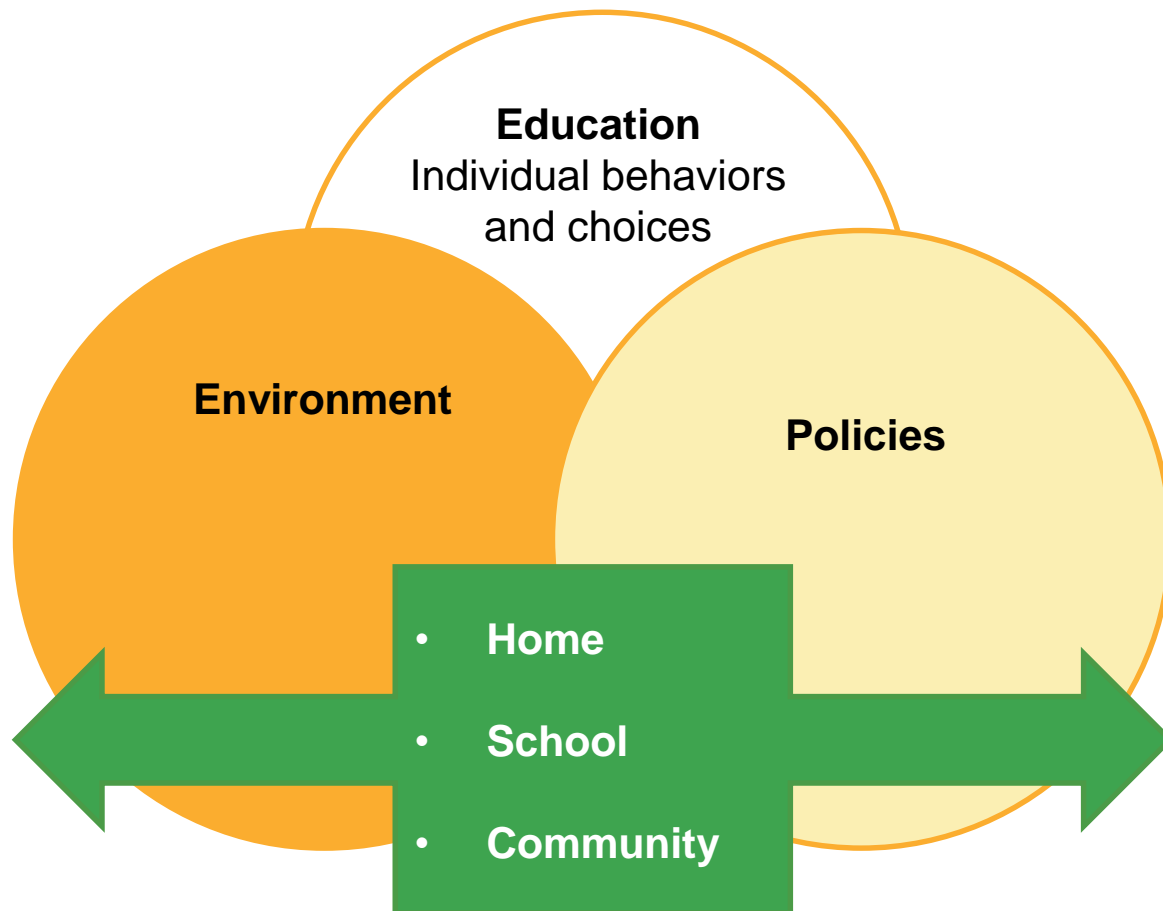 Education
Individual behaviors
and choices
Environment
Policies
• Home
• School
• Community